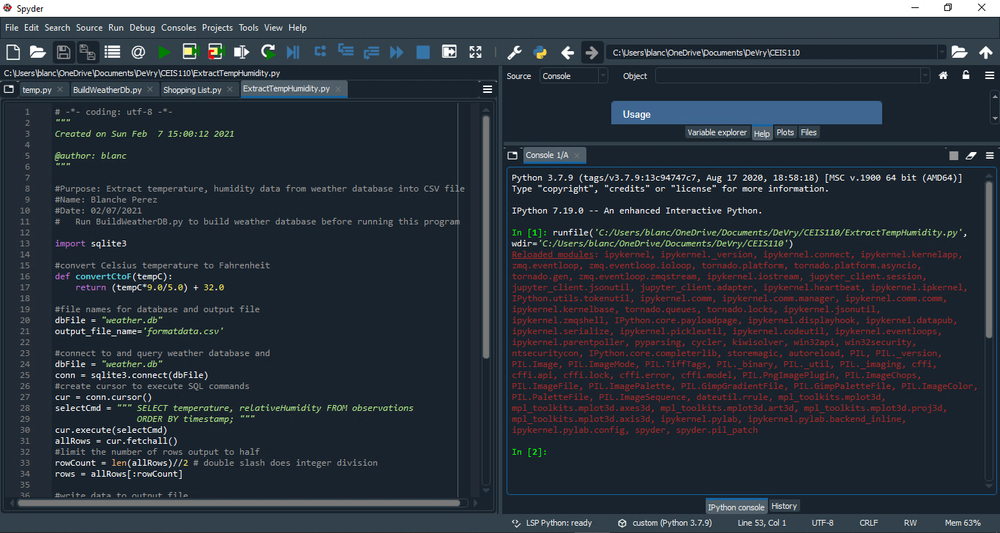 Spyder
File Edit Search Source Run Debug Consoles Projects Tools View Help
C:\Users\blanc\OneDrive\Documents\DeVry\CEIS110
C:\Users\blanc\OneDrive\Documents\DeVry\CEIS110\ExtractTempHumidity.py
temp.py BuildWeatherDb.py Shopping List.py ExtractTempHumidity.py
1 # -*- coding: utf-8 -*-
2 """
3 Created on Sun Feb  7 15:00:12 2021
4
5 @author: blanc
6 """
7
8 #Purpose: Extract temperature, humidity data from weather database into CSV file
9 #Name: Blanche Perez
10 #Date: 02/07/2021
11 #   Run BuildWeatherDB.py to build weather database before running this program
12
13 import sqlite3
14
15 #convert Celsius temperature to Fahrenheit
16 def convertCtoF(tempC):
17     return (tempC*9.0/5.0) + 32.0
18
19 #file names for database and output file
20 dbFile = "weather.db"
21 output_file_name='formatdata.csv'
22
23 #connect to and query weather database and
24 dbFile = "weather.db"
25 conn = sqlite3.connect(dbFile)
26 #create cursor to execute SQL commands
27 cur = conn.cursor()
28 selectCmd = """ SELECT temperature, relativeHumidity FROM observations
29                 ORDER BY timestamp; """
30 cur.execute(selectCmd)
31 allRows = cur.fetchall()
32 #limit the number of rows output to half
33 rowCount = len(allRows)//2 # double slash does integer division
34 rows = allRows[:rowCount]
35
36 #write data to output file
Source Console Object
Usage
Variable explorer Help Plots Files
Console 1/A
Python 3.7.9 (tags/v3.7.9:13c94747c7, Aug 17 2020, 18:58:18) [MSC v.1900 64 bit (AMD64)]
Type "copyright", "credits" or "license" for more information.
IPython 7.19.0 -- An enhanced Interactive Python.
In [1]: runfile('C:/Users/blanc/OneDrive/Documents/DeVry/CEIS110/ExtractTempHumidity.py',
wdir='C:/Users/blanc/OneDrive/Documents/DeVry/CEIS110')
Reloaded modules: ipykernel, ipykernel._version, ipykernel.connect, ipykernel.kernelapp,
zmq.eventloop, zmq.eventloop.ioloop, tornado.platform, tornado.platform.asyncio,
tornado.gen, zmq.eventloop.zmqstream, ipykernel.iostream, jupyter_client.session,
jupyter_client.jsonutil, jupyter_client.adapter, ipykernel.heartbeat, ipykernel.ipkernel,
IPython.utils.tokenutil, ipykernel.comm, ipykernel.comm.manager, ipykernel.comm.comm,
ipykernel.kernelbase, tornado.queues, tornado.locks, ipykernel.jsonutil,
ipykernel.zmqshell, IPython.core.payloadpage, ipykernel.displayhook, ipykernel.datapub,
ipykernel.serialize, ipykernel.pickleutil, ipykernel.codeutil, ipykernel.eventloops,
ipykernel.parentpoller, pyparsing, cycler, kiwisolver, win32api, win32security,
ntsecuritycon, IPython.core.completerlib, storemagic, autoreload, PIL, PIL._version,
PIL.Image, PIL.ImageMode, PIL.TiffTags, PIL._binary, PIL._util, PIL._imaging, cffi,
cffi.api, cffi.lock, cffi.error, cffi.model, PIL.PngImagePlugin, PIL.ImageChops,
PIL.ImageFile, PIL.ImagePalette, PIL.GimpGradientFile, PIL.GimpPaletteFile, PIL.ImageColor,
PIL.PaletteFile, PIL.ImageSequence, dateutil.rrule, mpl_toolkits.mplot3d,
mpl_toolkits.mplot3d.axes3d, mpl_toolkits.mplot3d.art3d, mpl_toolkits.mplot3d.proj3d,
mpl_toolkits.mplot3d.axis3d, ipykernel.pylab, ipykernel.pylab.backend_inline,
ipykernel.pylab.config, spyder, spyder.pil_patch
In [2]:
IPython console History
LSP Python: ready custom (Python 3.7.9) Line 53, Col 1 UTF-8 CRLF RW Mem 63%